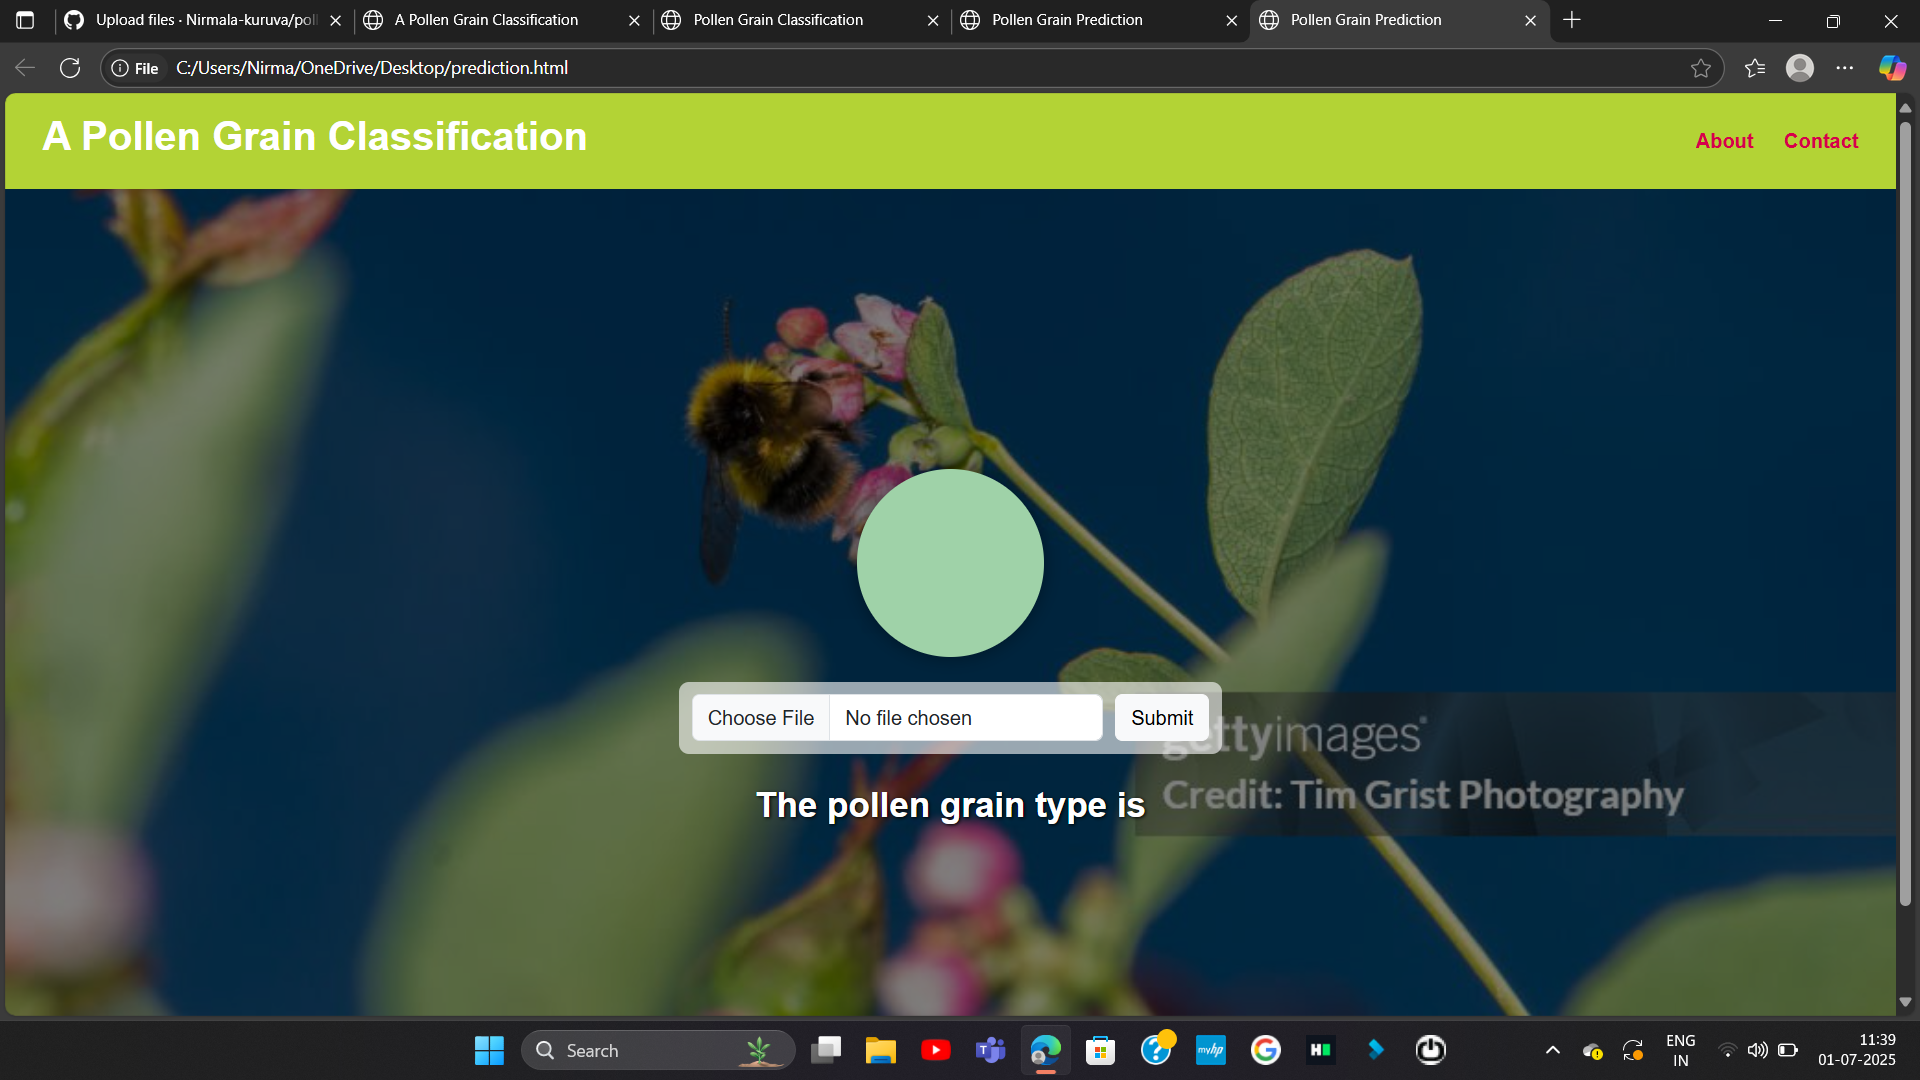 Upload files · Nirmala-kuruva/poll
A Pollen Grain Classification
Pollen Grain Classification
Pollen Grain Prediction
Pollen Grain Prediction
File
C:/Users/Nirma/OneDrive/Desktop/prediction.html
A Pollen Grain Classification
About
Contact
Choose File
No file chosen
Submit
gettyimages®
Credit: Tim Grist Photography
The pollen grain type is
Search
myhp
ENG
IN
11:39
01-07-2025